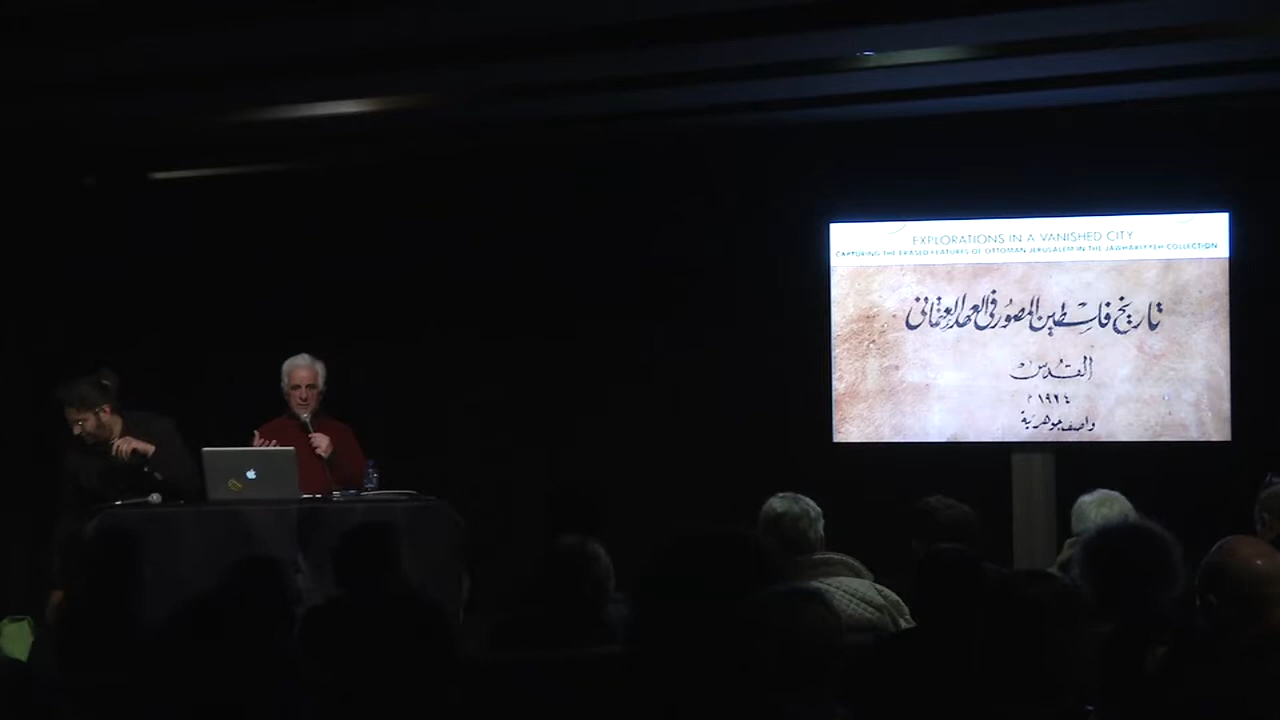 EXPLORATIONS IN A VANISHED CITY
CAPTURING THE ERASED FEATURES OF OTTOMAN JERUSALEM IN THE JAWHARIYYEH COLLECTION
تاريخ فلسطين المصور في العهد العثماني
القدس
١٩٢٤ م
واصف جوهرية